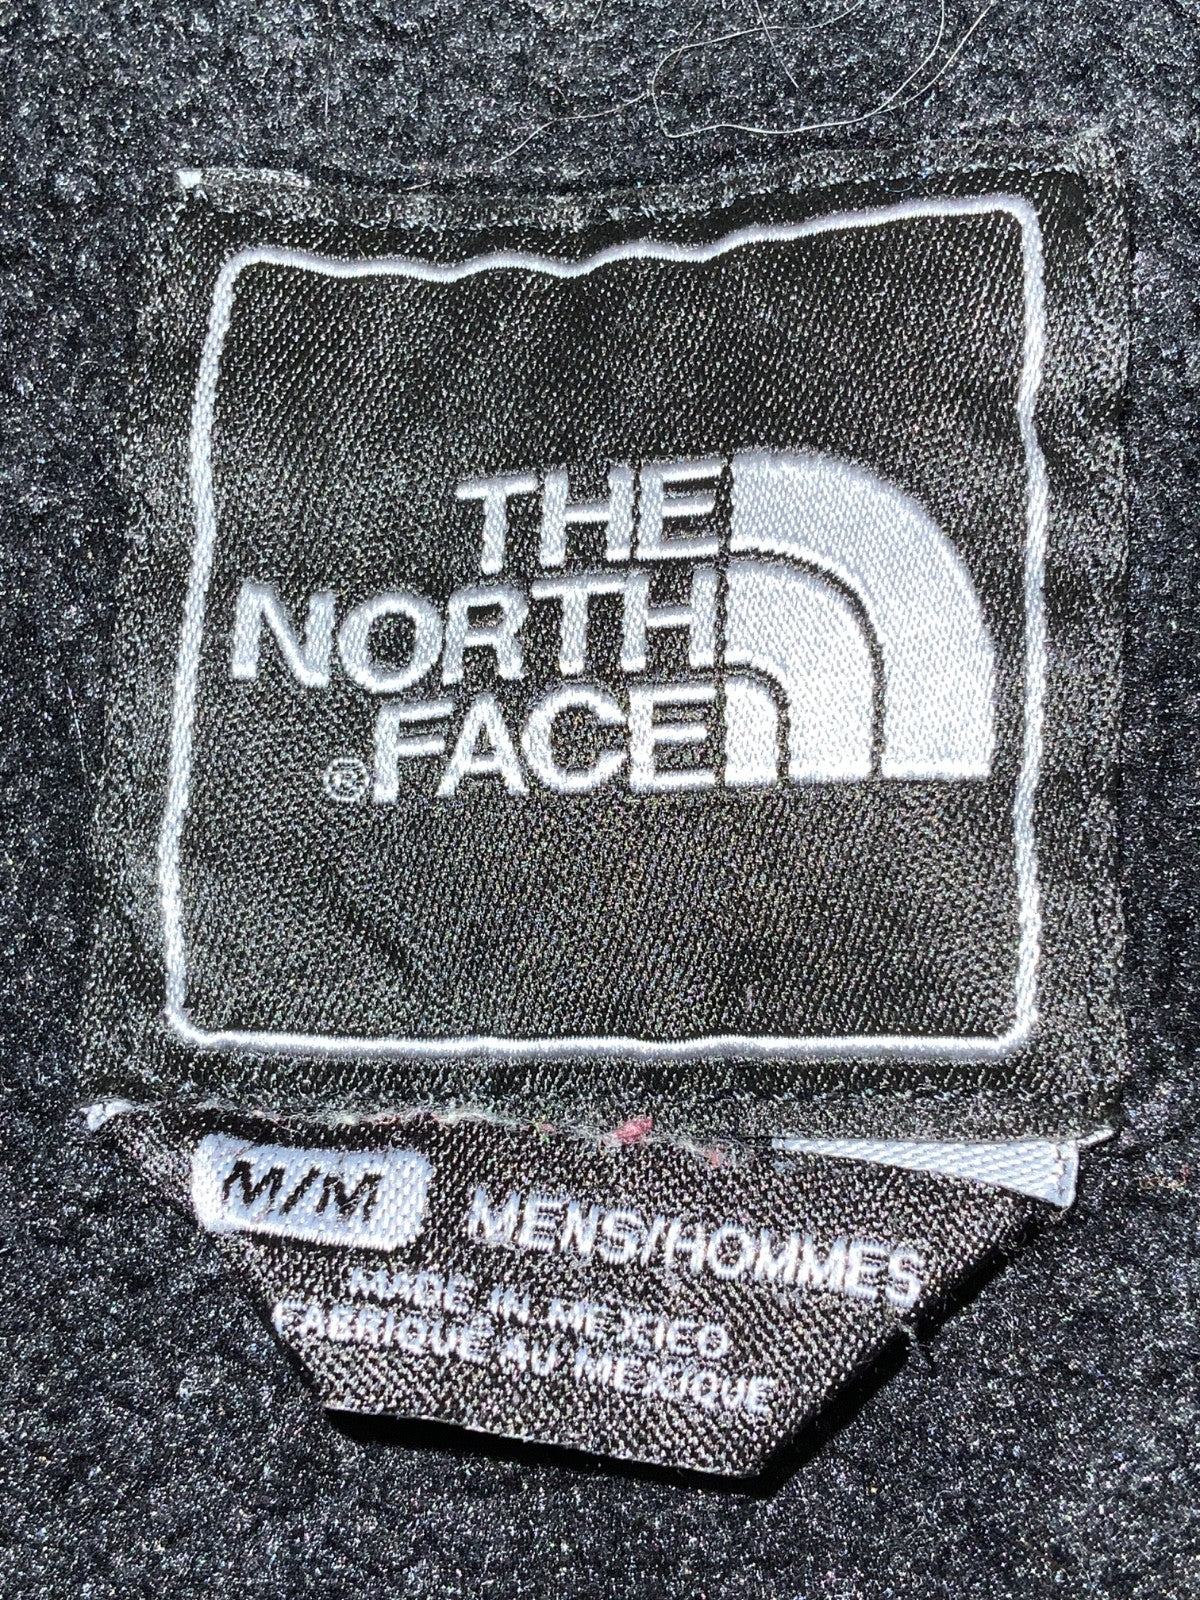 THE
NORTH
FACE
®
M/M
MENS/HOMMES
MADE IN MEXICO
FABRIQUE AU MEXIQUE